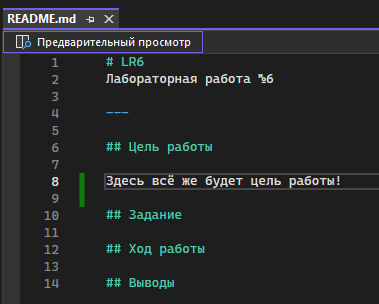 README.md
Предварительный просмотр
1 # LR6
2 Лабораторная работа №6
3
4 ---
5
6 ## Цель работы
7
8 Здесь всё же будет цель работы!
9
10 ## Задание
11
12 ## Ход работы
13
14 ## Выводы